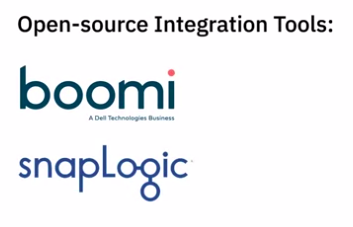 Open-source Integration Tools:
boomi
A Dell Technologies Business
snapLogic